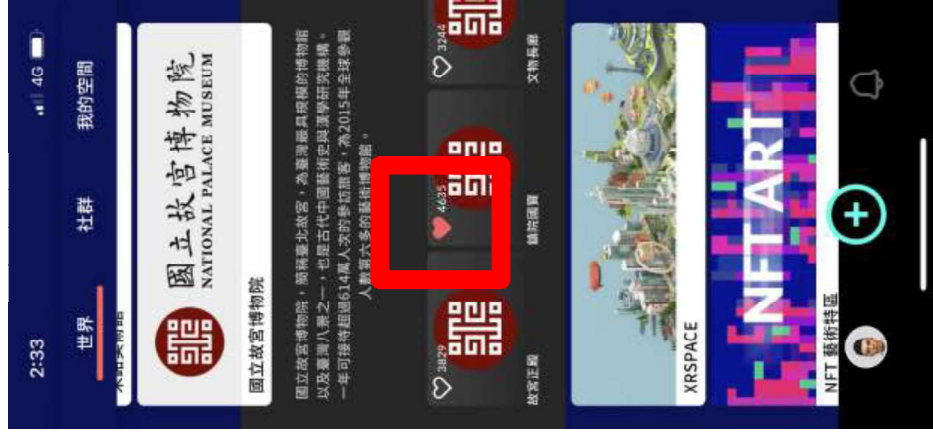 2:33
4G
世界
社群
我的空間
國立故宮博物院
NATIONAL PALACE MUSEUM
國立故宮博物院
國立故宮博物院,簡稱臺北故宮,為臺灣最具規模的博物館
以及臺灣八景之一,也是古代中國藝術史與漢學研究機構。
一年可接待超過614萬人次的參訪旅客,為2015年全球參觀
人數第六多的藝術博物館。
3829
4635
3244
故宮正殿
鎮院國寶
文物長廊
XRSPACE
NFT ART
NFT 藝術特區